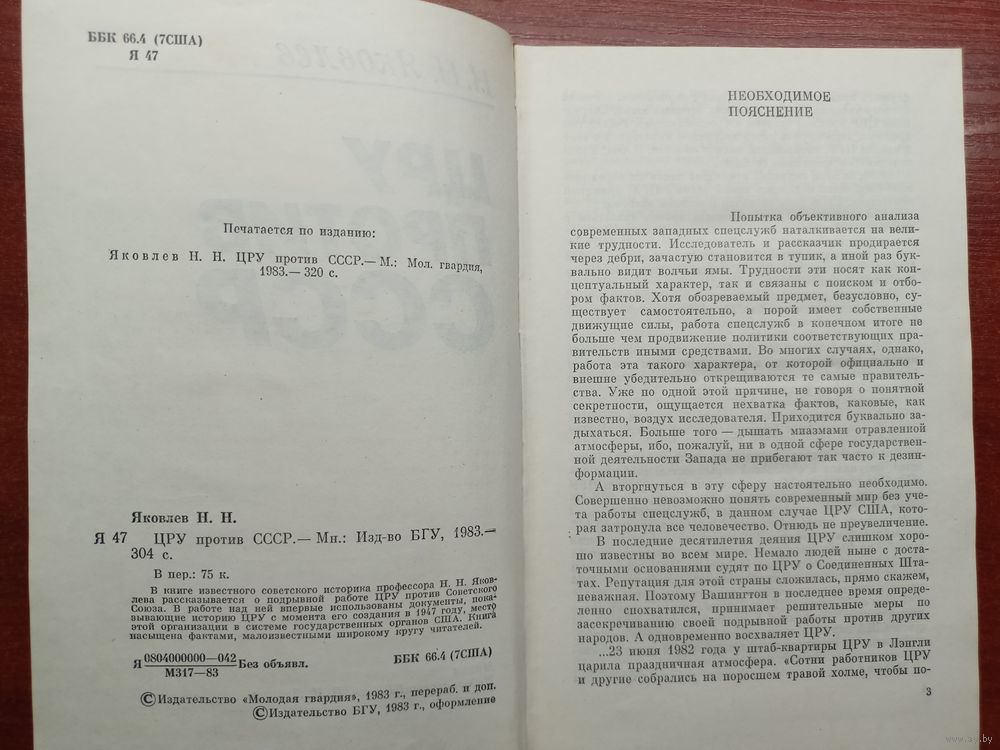 ББК 66.4 (7США)
Я 47
Печатается по изданию:
Яковлев Н. Н. ЦРУ против СССР.— М.: Мол. гвардия,
1983.— 320 с.
Яковлев Н. Н.
Я 47 ЦРУ против СССР.— Мн.: Изд-во БГУ, 1983.—
304 с.
В пер.: 75 к.
В книге известного советского историка профессора Н. Н. Яков-
лева рассказывается о подрывной работе ЦРУ против Советского
Союза. В работе над ней впервые использованы документы, пока-
зывающие историю ЦРУ с момента его создания в 1947 году, место
этой организации в системе государственных органов США. Книга
насыщена фактами, малоизвестными широкому кругу читателей.
Я 0804000000—042 Без объявл.
М317—83
ББК 66.4 (7США)
©Издательство «Молодая гвардия», 1983 г., перераб. и доп.
©Издательство БГУ, 1983 г., оформление
НЕОБХОДИМОЕ
ПОЯСНЕНИЕ
Попытка объективного анализа
современных западных спецслужб наталкивается на вели-
кие трудности. Исследователь и рассказчик продирается
через дебри, зачастую становится в тупик, а иной раз бук-
вально видит волчьи ямы. Трудности эти носят как кон-
цептуальный характер, так и связаны с поиском и отбо-
ром фактов. Хотя обозреваемый предмет, безусловно, су-
ществует самостоятельно, а порой имеет собственные
движущие силы, работа спецслужб в конечном итоге не
больше чем продвижение политики соответствующих пра-
вительств иными средствами. Во многих случаях, однако,
работа эта такого характера, от которой официально и
внешне убедительно открещиваются те самые правитель-
ства. Уже по одной этой причине, не говоря о понятной
секретности, ощущается нехватка фактов, каковые, как
известно, воздух исследователя. Приходится буквально за-
дыхаться. Больше того — дышать миазмами отравленной
атмосферы, ибо, пожалуй, ни в одной сфере государствен-
ной деятельности Запада не прибегают так часто к дезин-
формации.
А вторгнуться в эту сферу настоятельно необходимо.
Совершенно невозможно понять современный мир без уче-
та работы спецслужб, в данном случае ЦРУ США, кото-
рая затронула все человечество. Отнюдь не преувеличение.
В последние десятилетия деяния ЦРУ слишком хоро-
шо известны во всем мире. Немало людей ныне с доста-
точными основаниями судят по ЦРУ о Соединенных Шта-
тах. Репутация для этой страны сложилась, прямо скажем,
неважная. Поэтому Вашингтон в последнее время опреде-
ленно спохватился, принимает решительные меры по
засекречиванию своей подрывной работы против других
народов. А одновременно восхваляет ЦРУ.
...23 июня 1982 года у штаб-квартиры ЦРУ в Лэнгли
царила праздничная атмосфера. «Сотни работников ЦРУ
и другие собрались на поросшем травой холме, чтобы по-
3